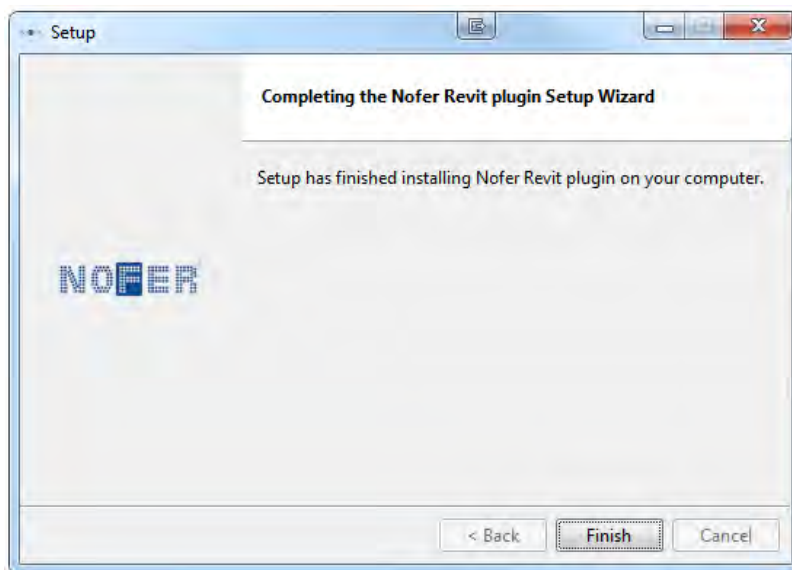 Setup
Completing the Nofer Revit plugin Setup Wizard
Setup has finished installing Nofer Revit plugin on your computer.
NOFER
< Back
Finish
Cancel